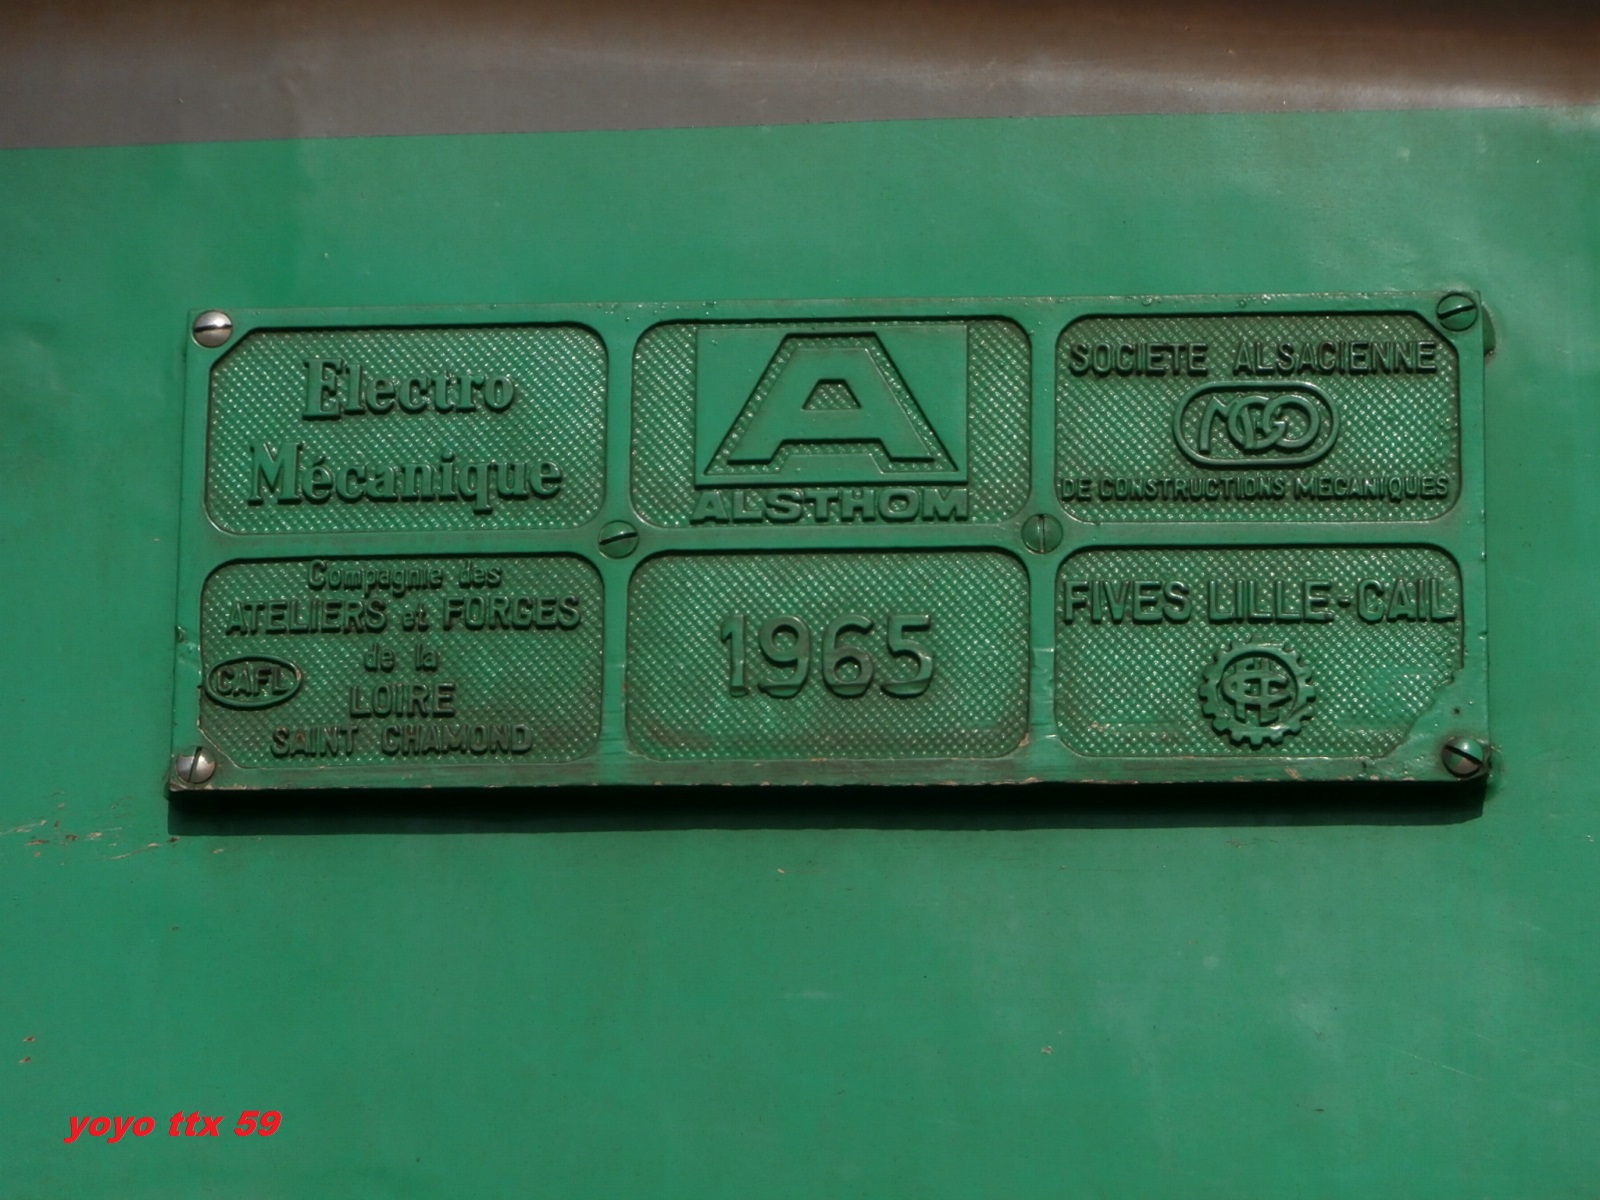 Electro
Mécanique
A
ALSTHOM
SOCIETE ALSACIENNE
DE CONSTRUCTIONS MECANIQUES
Compagnie des
ATELIERS et FORGES
de la
CAFL
LOIRE
SAINT CHAMOND
1965
FIVES LILLE-CAIL
yoyo ttx 59